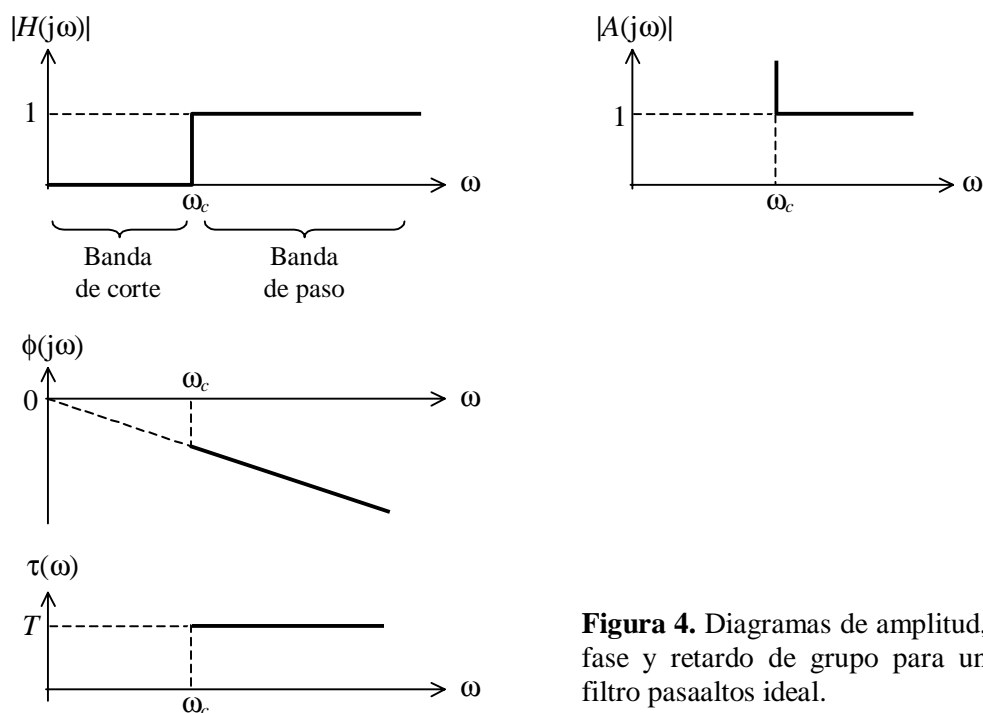 |H(jω)|
1
ω
ω_c
Banda de corte
Banda de paso
|A(jω)|
1
ω
ω_c
ϕ(jω)
ω_c
0
ω
τ(ω)
T
ω
ω_c
Figura 4. Diagramas de amplitud,
fase y retardo de grupo para un
filtro pasaaltos ideal.